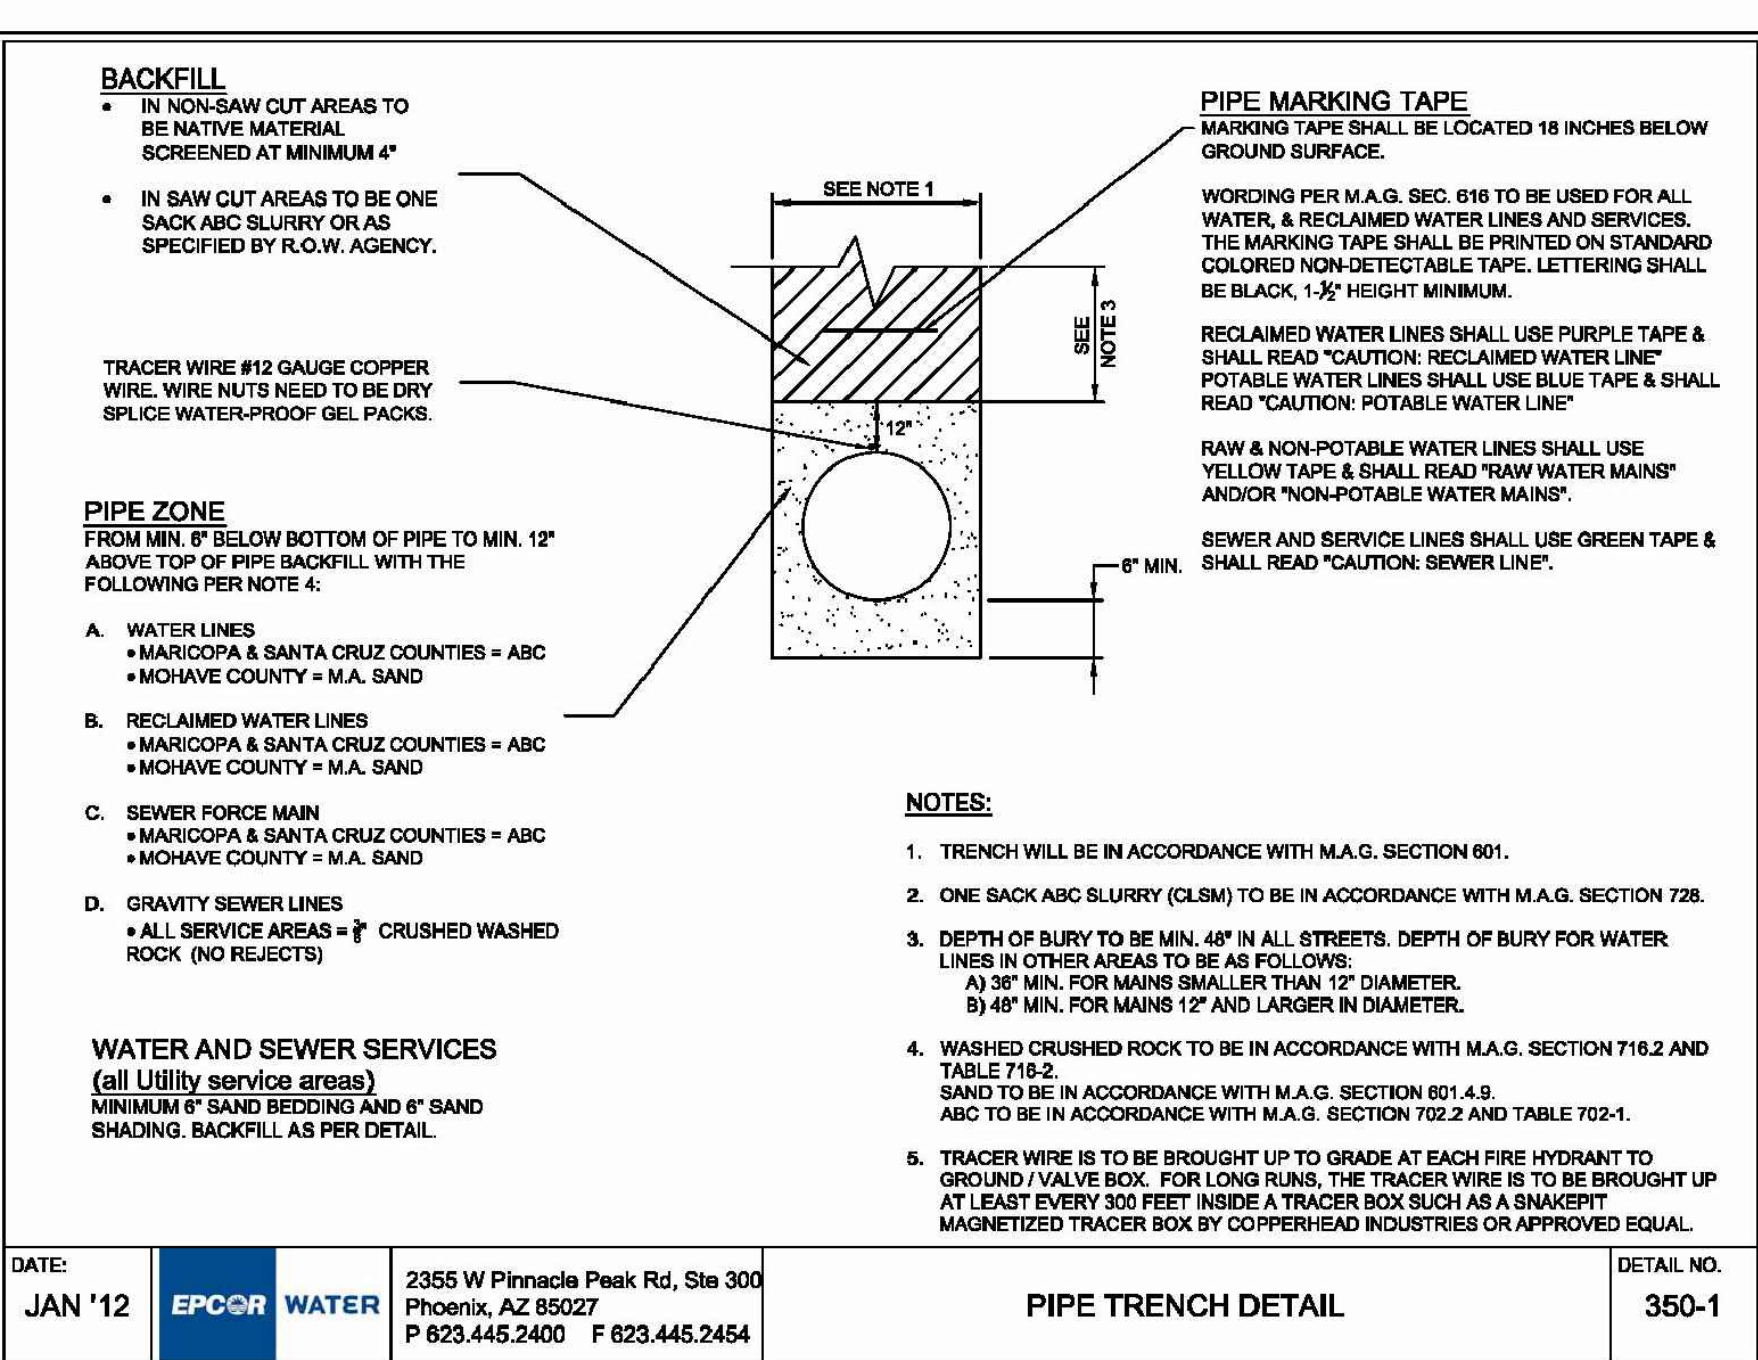 BACKFILL
• IN NON-SAW CUT AREAS TO
BE NATIVE MATERIAL
SCREENED AT MINIMUM 4"
• IN SAW CUT AREAS TO BE ONE
SACK ABC SLURRY OR AS
SPECIFIED BY R.O.W. AGENCY.
TRACER WIRE #12 GAUGE COPPER
WIRE. WIRE NUTS NEED TO BE DRY
SPLICE WATER-PROOF GEL PACKS.
PIPE ZONE
FROM MIN. 6" BELOW BOTTOM OF PIPE TO MIN. 12"
ABOVE TOP OF PIPE BACKFILL WITH THE
FOLLOWING PER NOTE 4:
A. WATER LINES
• MARICOPA & SANTA CRUZ COUNTIES = ABC
• MOHAVE COUNTY = M.A. SAND
B. RECLAIMED WATER LINES
• MARICOPA & SANTA CRUZ COUNTIES = ABC
• MOHAVE COUNTY = M.A. SAND
C. SEWER FORCE MAIN
• MARICOPA & SANTA CRUZ COUNTIES = ABC
• MOHAVE COUNTY = M.A. SAND
D. GRAVITY SEWER LINES
• ALL SERVICE AREAS = CRUSHED WASHED
ROCK (NO REJECTS)
WATER AND SEWER SERVICES
(all Utility service areas)
MINIMUM 6" SAND BEDDING AND 6" SAND
SHADING. BACKFILL AS PER DETAIL.
SEE NOTE 1
SEE
NOTE 3
12"
6" MIN.
PIPE MARKING TAPE
MARKING TAPE SHALL BE LOCATED 18 INCHES BELOW
GROUND SURFACE.
WORDING PER M.A.G. SEC. 616 TO BE USED FOR ALL
WATER, & RECLAIMED WATER LINES AND SERVICES.
THE MARKING TAPE SHALL BE PRINTED ON STANDARD
COLORED NON-DETECTABLE TAPE. LETTERING SHALL
BE BLACK, 1-½" HEIGHT MINIMUM.
RECLAIMED WATER LINES SHALL USE PURPLE TAPE &
SHALL READ "CAUTION: RECLAIMED WATER LINE"
POTABLE WATER LINES SHALL USE BLUE TAPE & SHALL
READ "CAUTION: POTABLE WATER LINE"
RAW & NON-POTABLE WATER LINES SHALL USE
YELLOW TAPE & SHALL READ "RAW WATER MAINS"
AND/OR "NON-POTABLE WATER MAINS".
SEWER AND SERVICE LINES SHALL USE GREEN TAPE &
SHALL READ "CAUTION: SEWER LINE".
NOTES:
1. TRENCH WILL BE IN ACCORDANCE WITH M.A.G. SECTION 601.
2. ONE SACK ABC SLURRY (CLSM) TO BE IN ACCORDANCE WITH M.A.G. SECTION 728.
3. DEPTH OF BURY TO BE MIN. 48" IN ALL STREETS. DEPTH OF BURY FOR WATER
LINES IN OTHER AREAS TO BE AS FOLLOWS:
A) 36" MIN. FOR MAINS SMALLER THAN 12" DIAMETER.
B) 48" MIN. FOR MAINS 12" AND LARGER IN DIAMETER.
4. WASHED CRUSHED ROCK TO BE IN ACCORDANCE WITH M.A.G. SECTION 716.2 AND
TABLE 716-2.
SAND TO BE IN ACCORDANCE WITH M.A.G. SECTION 601.4.9.
ABC TO BE IN ACCORDANCE WITH M.A.G. SECTION 702.2 AND TABLE 702-1.
5. TRACER WIRE IS TO BE BROUGHT UP TO GRADE AT EACH FIRE HYDRANT TO
GROUND / VALVE BOX. FOR LONG RUNS, THE TRACER WIRE IS TO BE BROUGHT UP
AT LEAST EVERY 300 FEET INSIDE A TRACER BOX SUCH AS A SNAKEPIT
MAGNETIZED TRACER BOX BY COPPERHEAD INDUSTRIES OR APPROVED EQUAL.
DATE:
JAN '12
EPCOR WATER
2355 W Pinnacle Peak Rd, Ste 300
Phoenix, AZ 85027
P 623.445.2400 F 623.445.2454
PIPE TRENCH DETAIL
DETAIL NO.
350-1